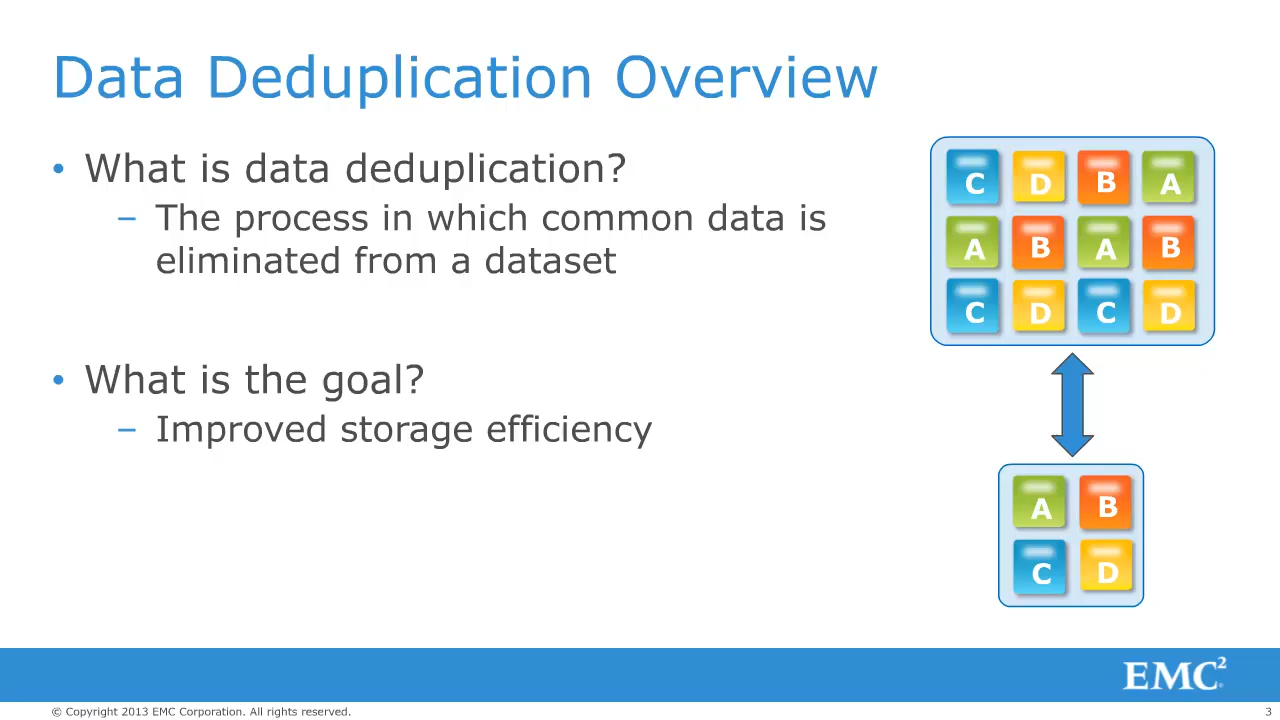 Data Deduplication Overview
• What is data deduplication?
– The process in which common data is
eliminated from a dataset
• What is the goal?
– Improved storage efficiency
C D B A
A B A B
C D C D
A B
C D
EMC²
© Copyright 2013 EMC Corporation. All rights reserved.
3